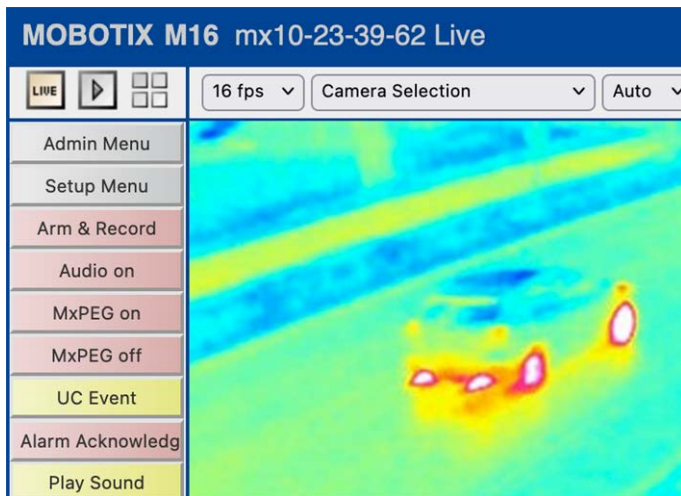 MOBOTIX M16 mx10-23-39-62 Live
LIVE
16 fps Camera Selection Auto
Admin Menu
Setup Menu
Arm & Record
Audio on
MxPEG on
MxPEG off
UC Event
Alarm Acknowledg
Play Sound